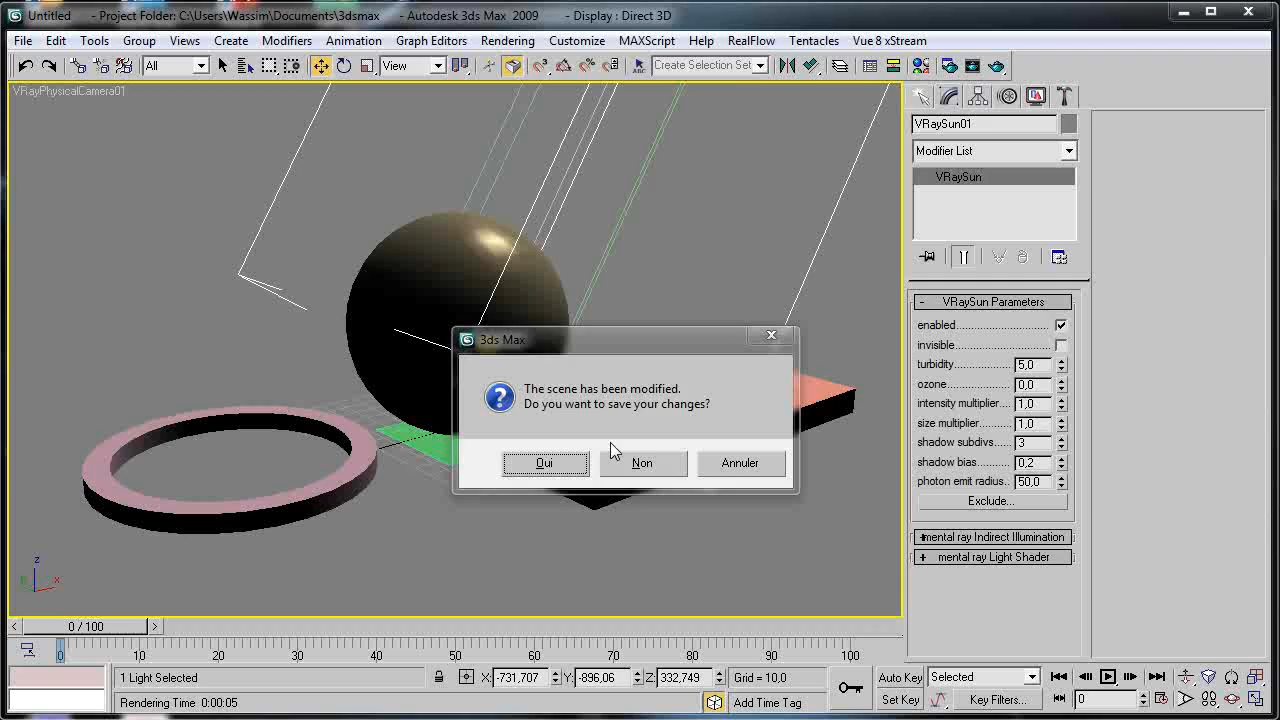 Untitled - Project Folder: C:\Users\Wassim\Documents\3dsmax - Autodesk 3ds Max 2009 - Display : Direct 3D
File Edit Tools Group Views Create Modifiers Animation Graph Editors Rendering Customize MAXScript Help RealFlow Tentacles Vue 8 xStream
All View Create Selection Set
VRayPhysicalCamera01
VRaySun01
Modifier List
VRaySun
- VRaySun Parameters
enabled
invisible
turbidity 5,0
ozone 0,0
intensity multiplier 1,0
size multiplier 1,0
shadow subdivs 3
shadow bias 0,2
photon emit radius 50,0
Exclude...
+ mental ray Indirect Illumination
+ mental ray Light Shader
3ds Max
The scene has been modified.
Do you want to save your changes?
Oui Non Annuler
z
x
< 0 / 100 >
0 10 20 30 40 50 60 70 80 90 100
1 Light Selected X: -731,707 Y: -896,06 Z: 332,749 Grid = 10,0 Auto Key Selected
Rendering Time 0:00:05 Add Time Tag Set Key Key Filters... 0